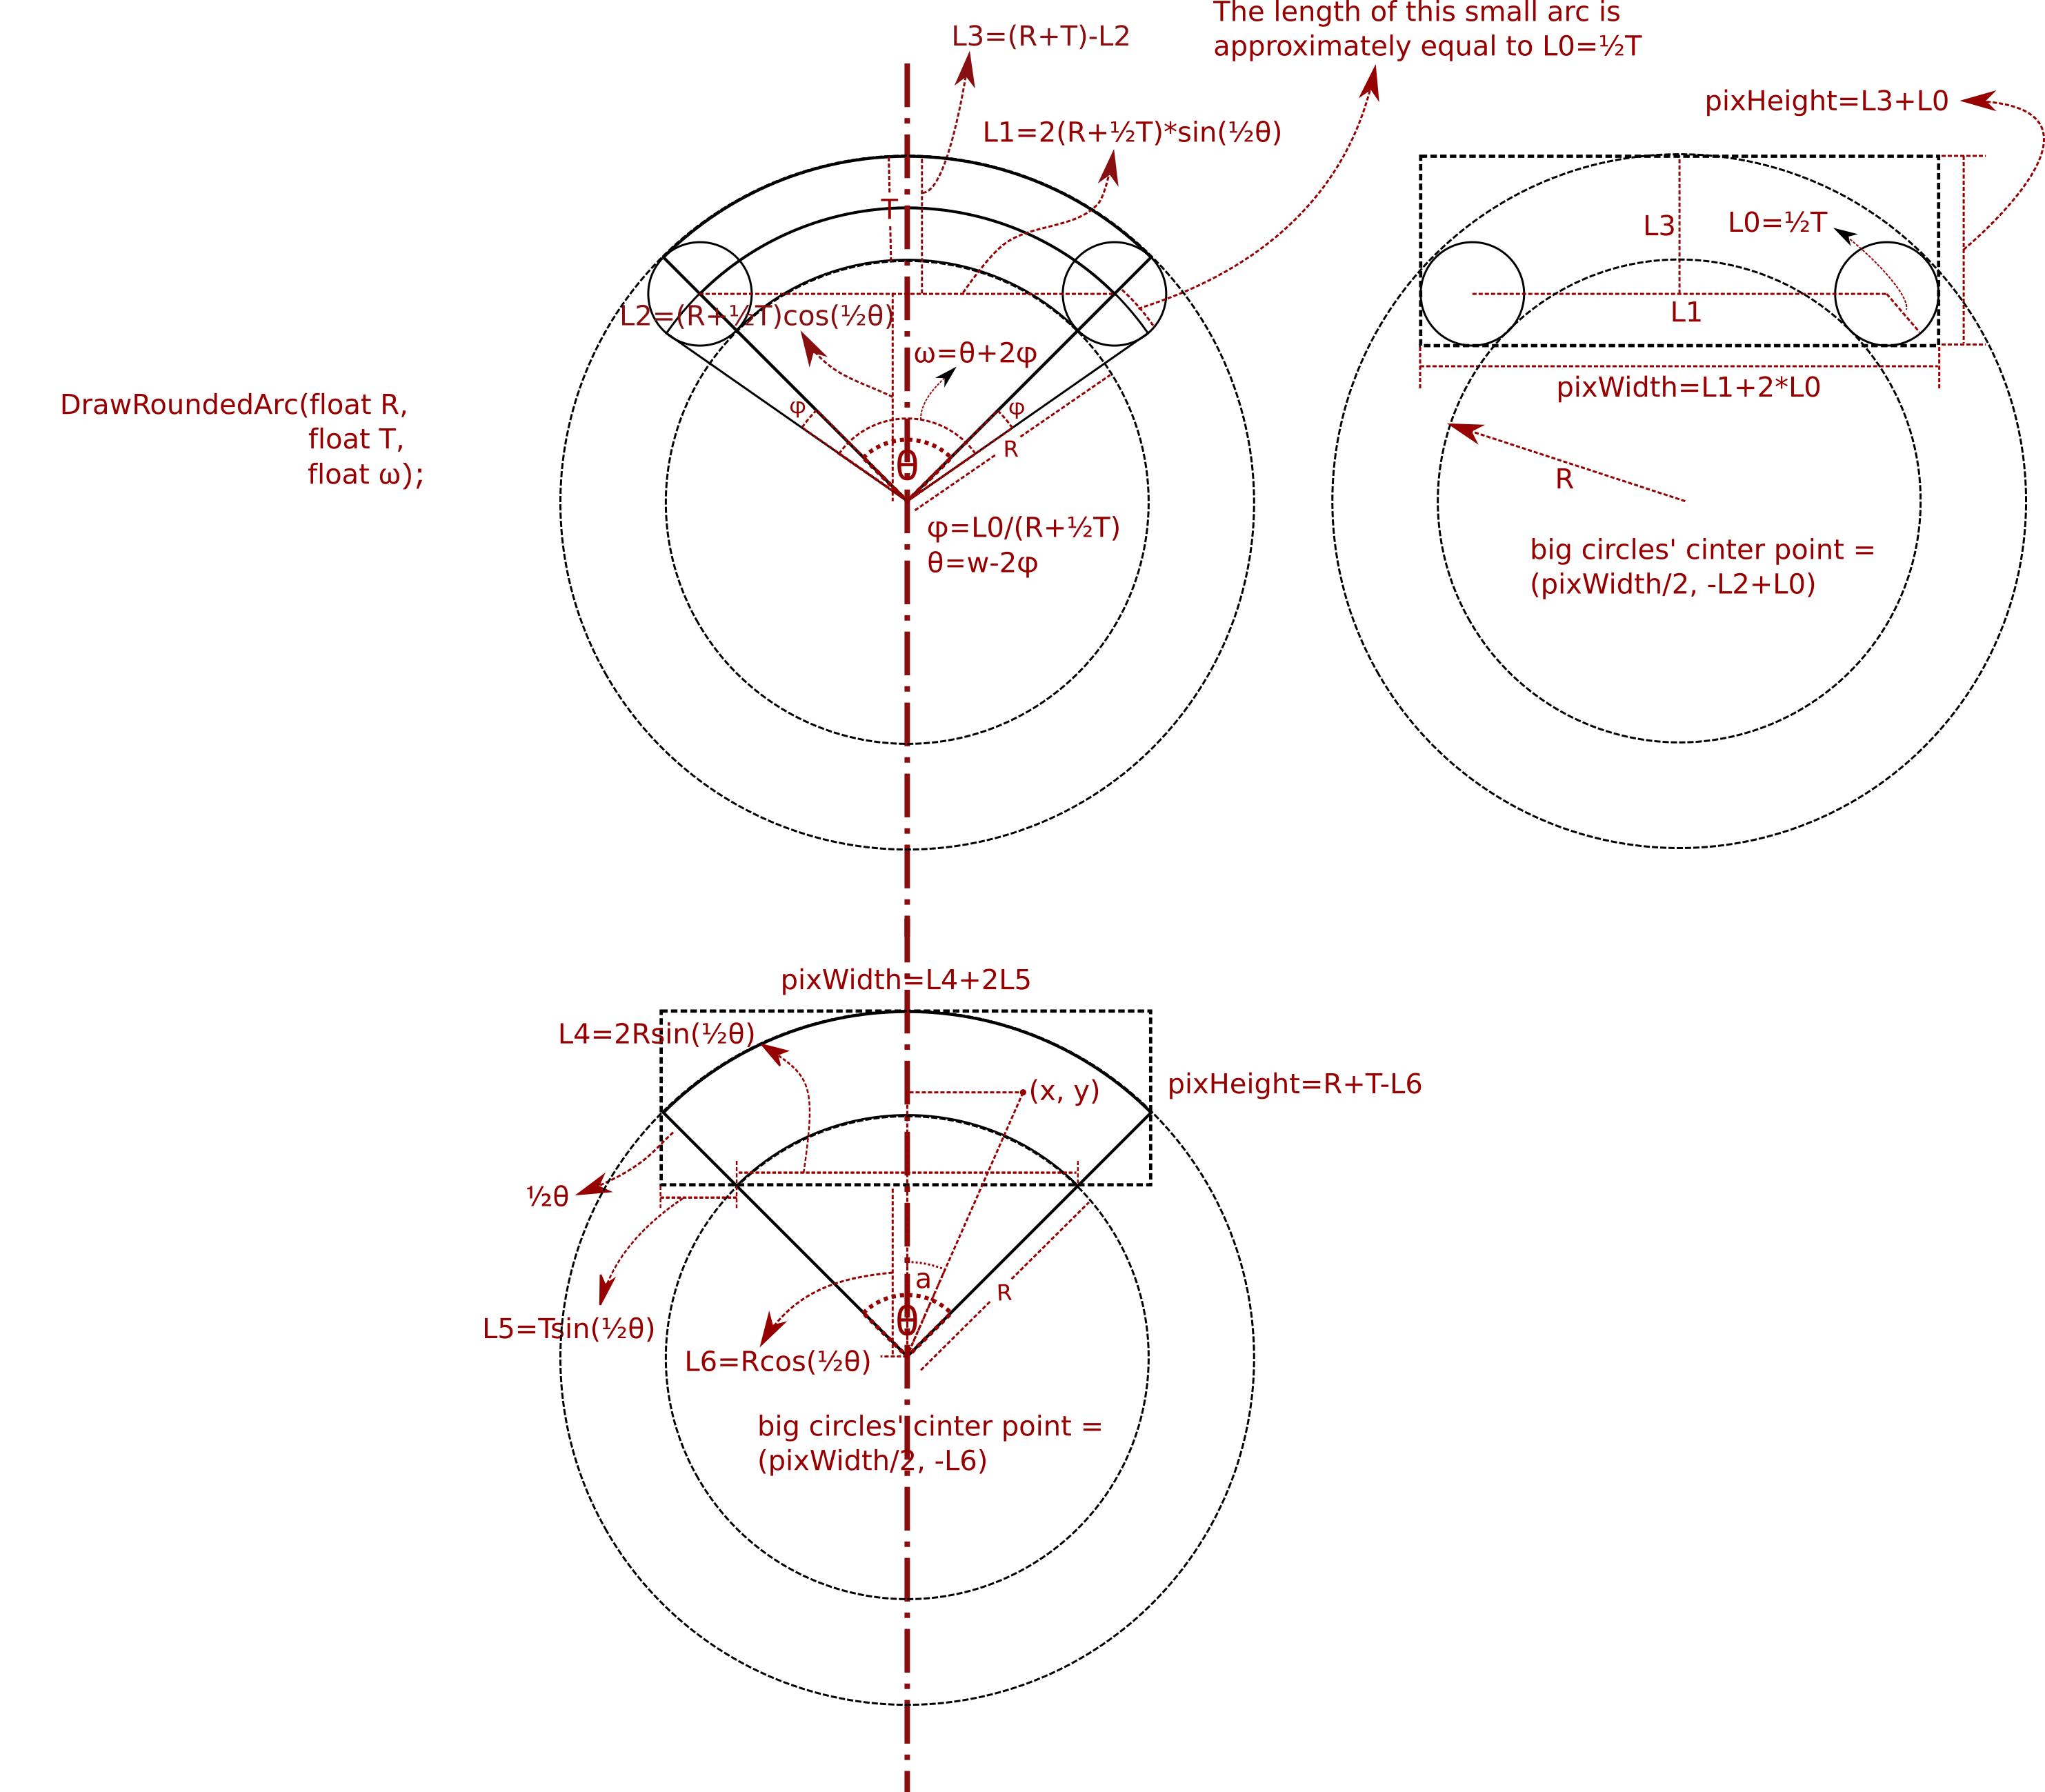 The length of this small arc is
approximately equal to L0=½T
L3=(R+T)-L2
L1=2(R+½T)*sin(½θ)
pixHeight=L3+L0
T
L3
L0=½T
L2=(R+½T)cos(½θ)
L1
ω=θ+2φ
pixWidth=L1+2*L0
DrawRoundedArc(float R,
float T,
float ω);
φ
φ
R
θ
R
φ=L0/(R+½T)
θ=w-2φ
big circles' cinter point =
(pixWidth/2, -L2+L0)
pixWidth=L4+2L5
L4=2Rsin(½θ)
(x, y)
pixHeight=R+T-L6
½θ
a
R
θ
L5=Tsin(½θ)
L6=Rcos(½θ)
big circles' cinter point =
(pixWidth/2, -L6)